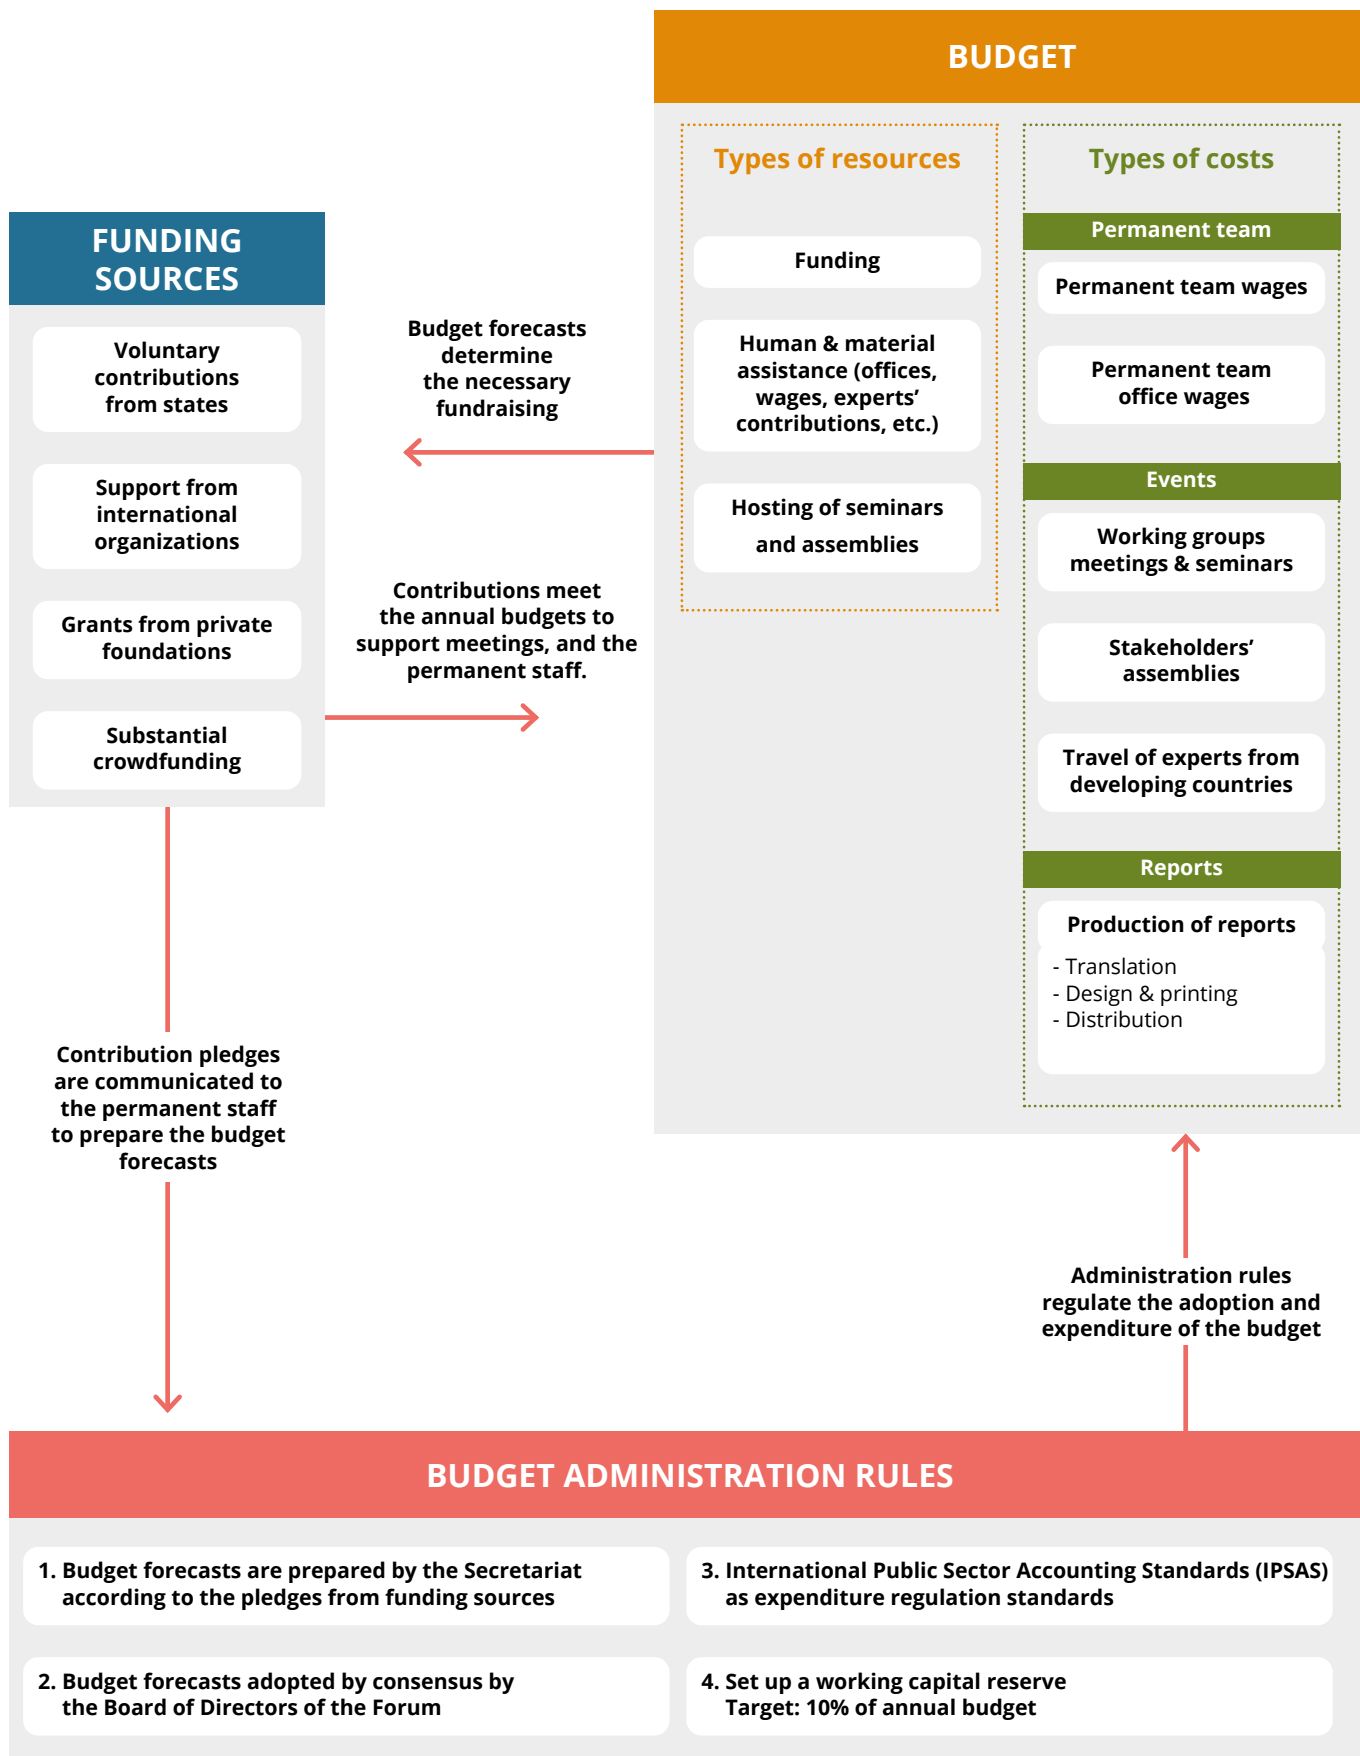 BUDGET
Types of resources
Funding
Human & material
assistance (offices,
wages, experts’
contributions, etc.)
Hosting of seminars
and assemblies
Types of costs
Permanent team
Permanent team wages
Permanent team
office wages
Events
Working groups
meetings & seminars
Stakeholders’
assemblies
Travel of experts from
developing countries
Reports
Production of reports
- Translation
- Design & printing
- Distribution
FUNDING
SOURCES
Voluntary
contributions
from states
Support from
international
organizations
Grants from private
foundations
Substantial
crowdfunding
Budget forecasts
determine
the necessary
fundraising
Contributions meet
the annual budgets to
support meetings, and the
permanent staff.
Contribution pledges
are communicated to
the permanent staff
to prepare the budget
forecasts
Administration rules
regulate the adoption and
expenditure of the budget
BUDGET ADMINISTRATION RULES
1. Budget forecasts are prepared by the Secretariat
according to the pledges from funding sources
2. Budget forecasts adopted by consensus by
the Board of Directors of the Forum
3. International Public Sector Accounting Standards (IPSAS)
as expenditure regulation standards
4. Set up a working capital reserve
Target: 10% of annual budget